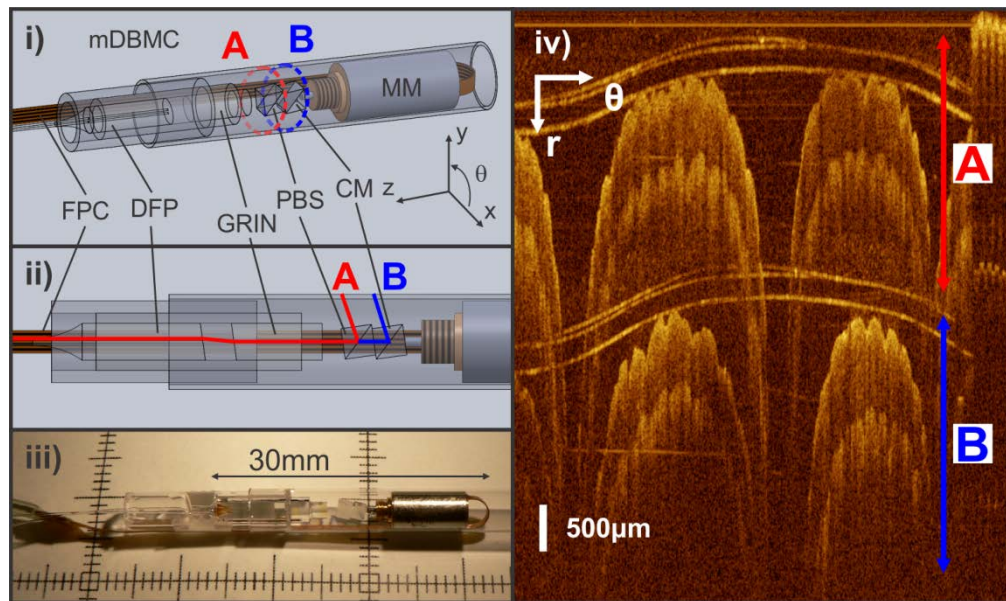 i)
mDBMC
A
B
MM
y
θ
z
x
FPC
DFP
GRIN
PBS
CM
ii)
A
B
iii)
30mm
iv)
θ
r
A
B
500µm